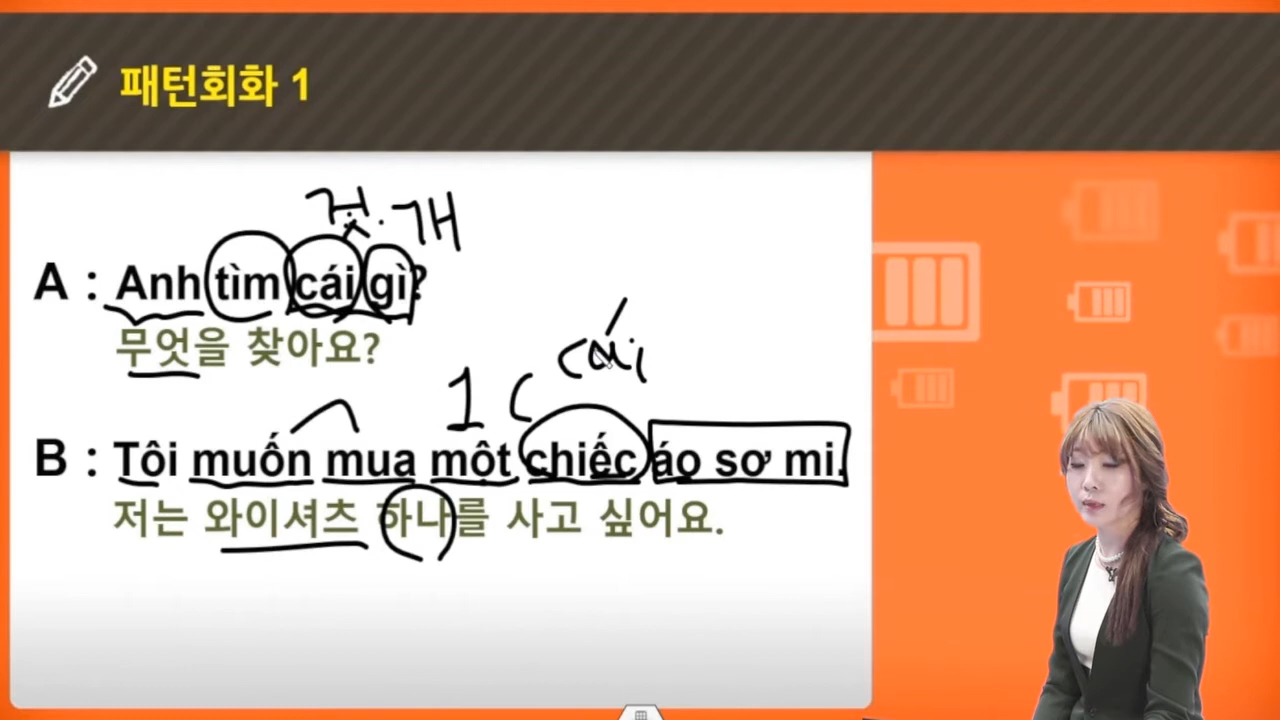 패턴회화 1
것. 개
A : Anh tìm cái gì?
무엇을 찾아요?
cái
1 (
B : Tôi muốn mua một chiếc áo sơ mi.
저는 와이셔츠 하나를 사고 싶어요.